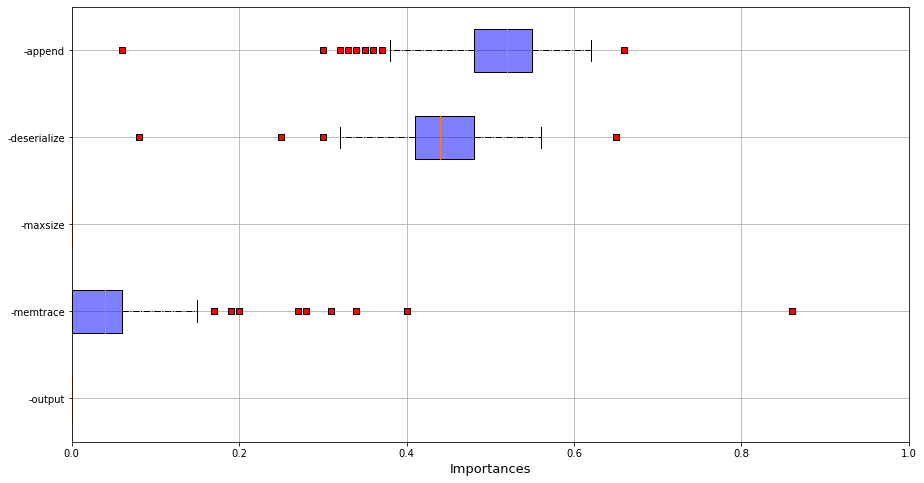 -append
-deserialize
-maxsize
-memtrace
-output
0.0 0.2 0.4 0.6 0.8 1.0
Importances